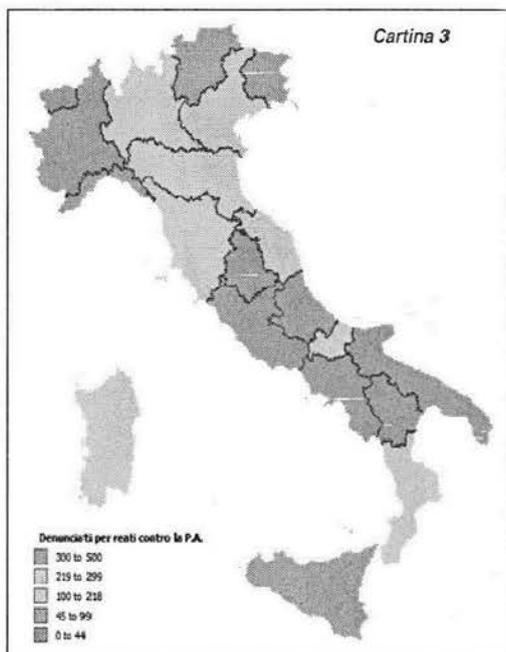 Cartina 3
Denunciati per reati contro la P.A.
300 to 500
219 to 299
100 to 218
45 to 99
0 to 44